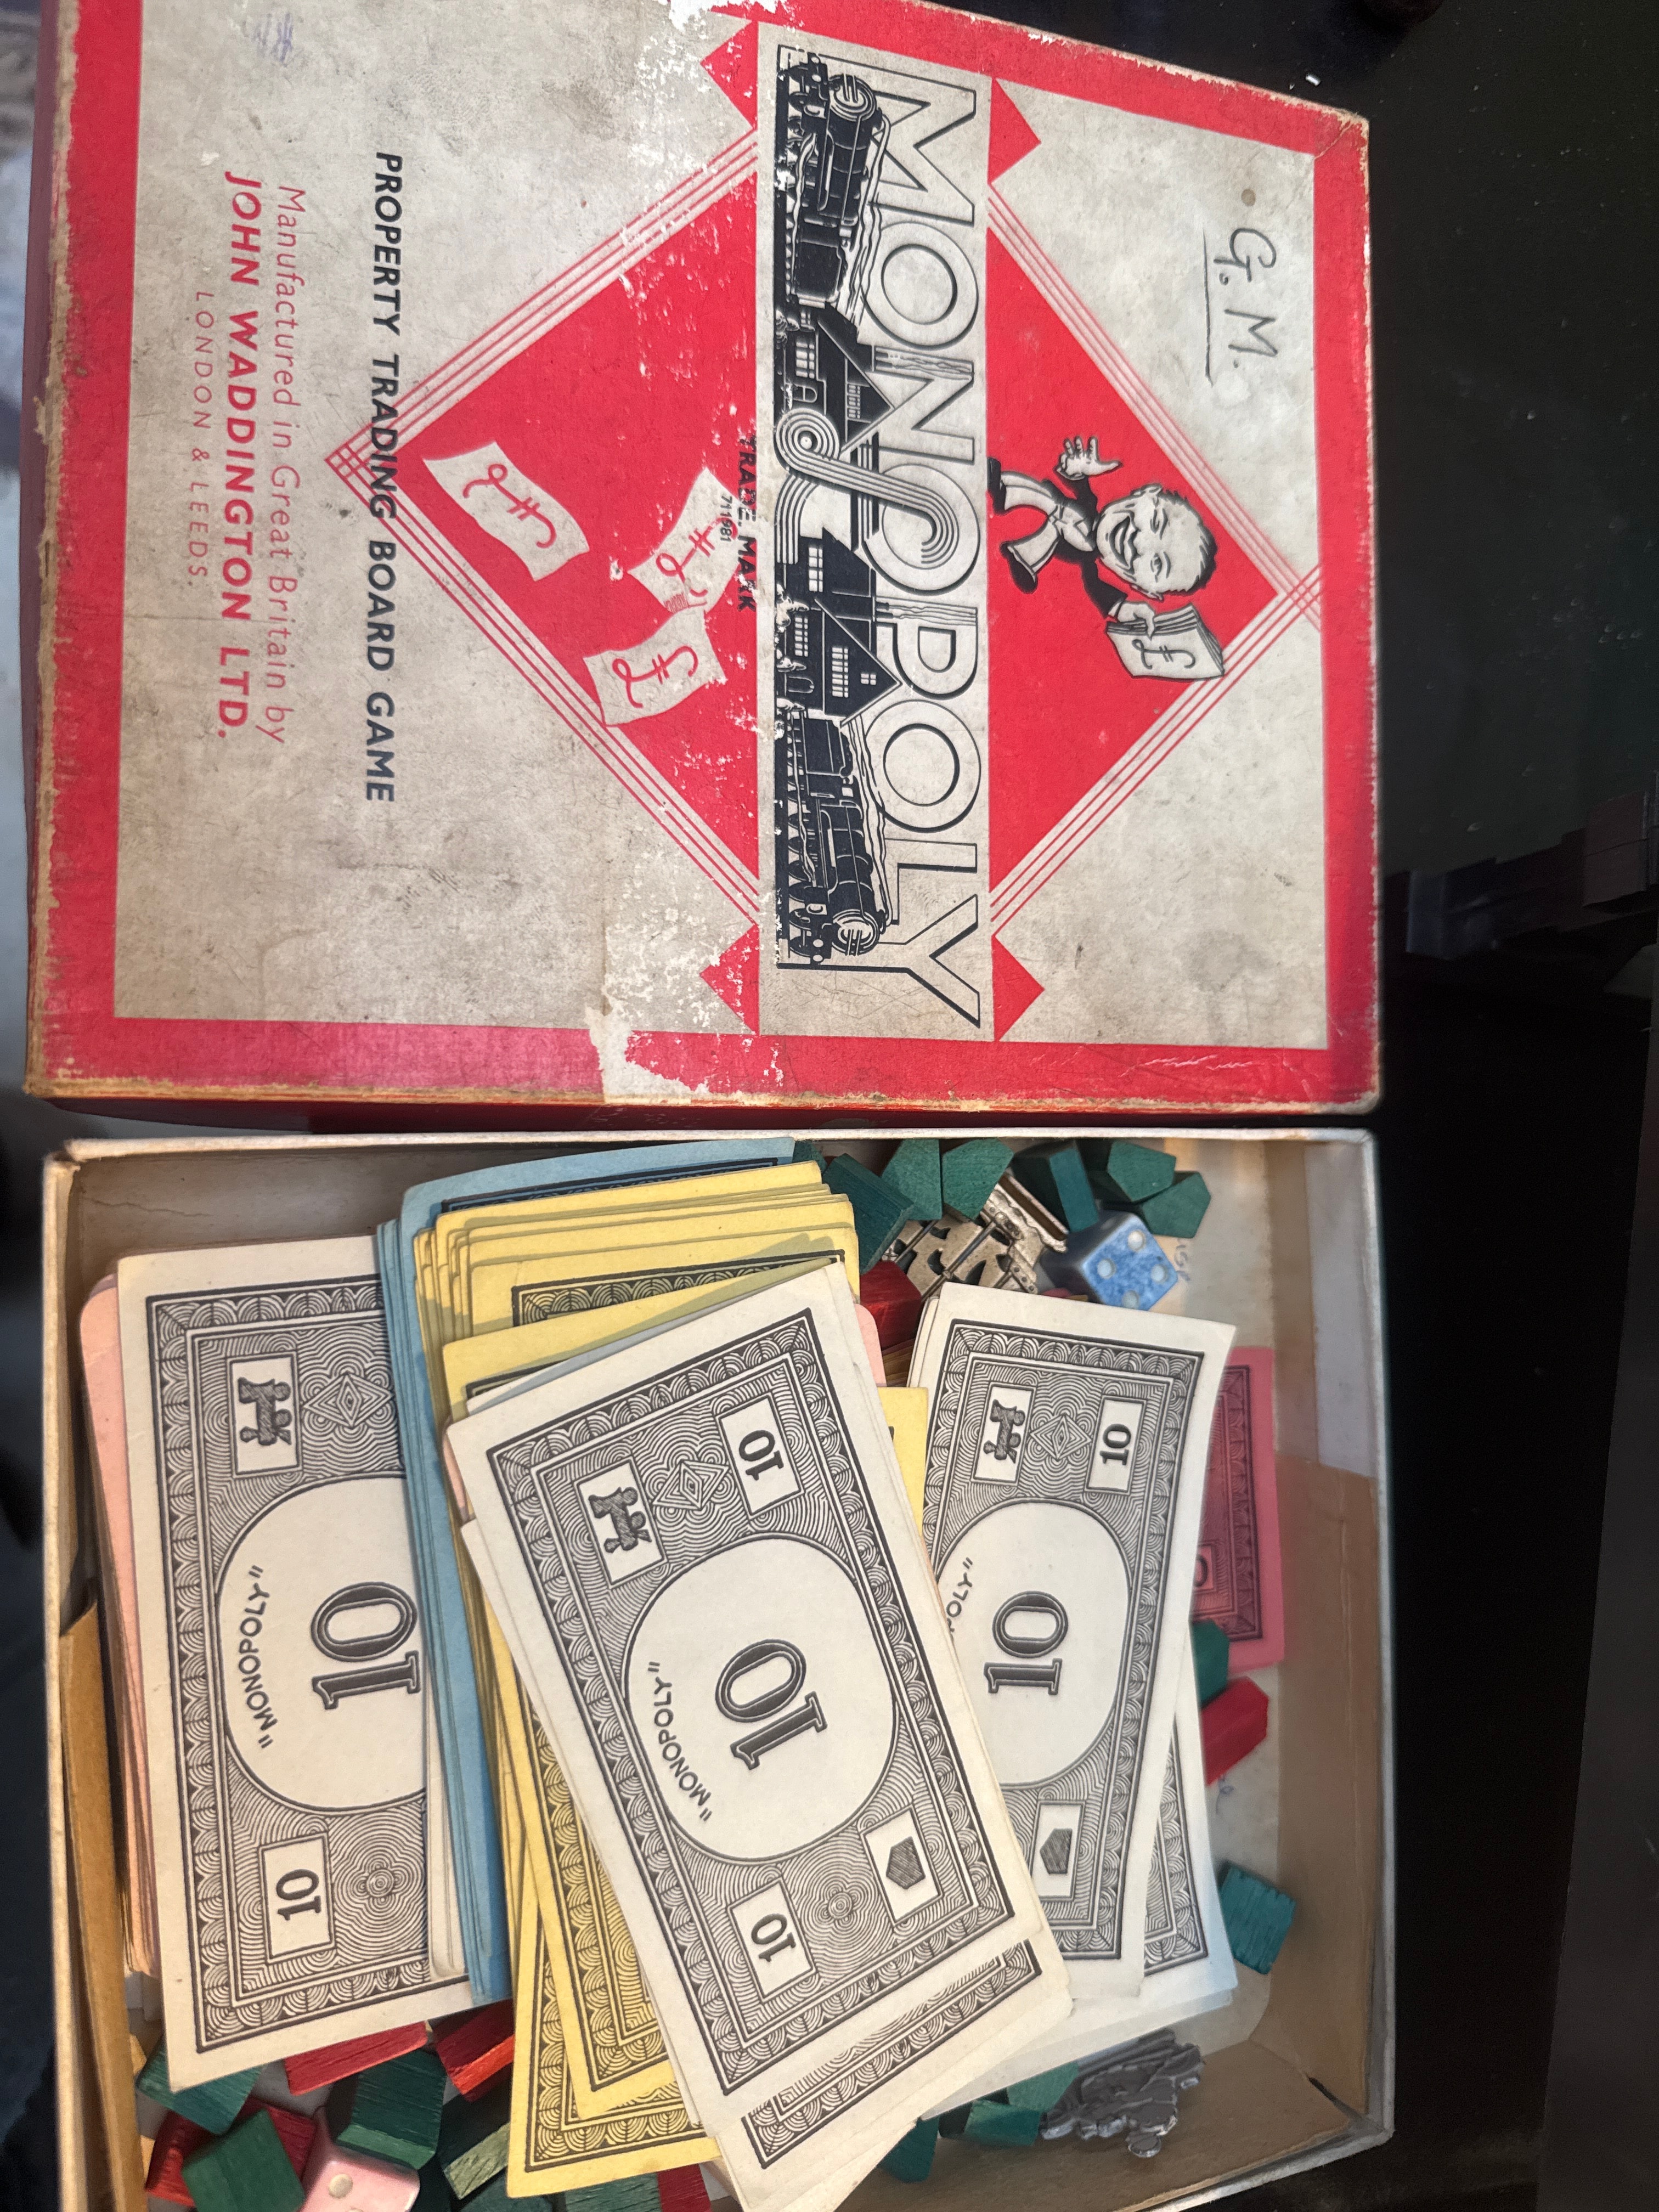 G. M.
£
MONOPOLY
TRADE MARK
711981
£
£
£
PROPERTY TRADING BOARD GAME
Manufactured in Great Britain by
JOHN WADDINGTON LTD.
LONDON & LEEDS.
10
10
"MONOPOLY"
10
10
"MONOPOLY"
10
10
10
"MONOPOLY"
10